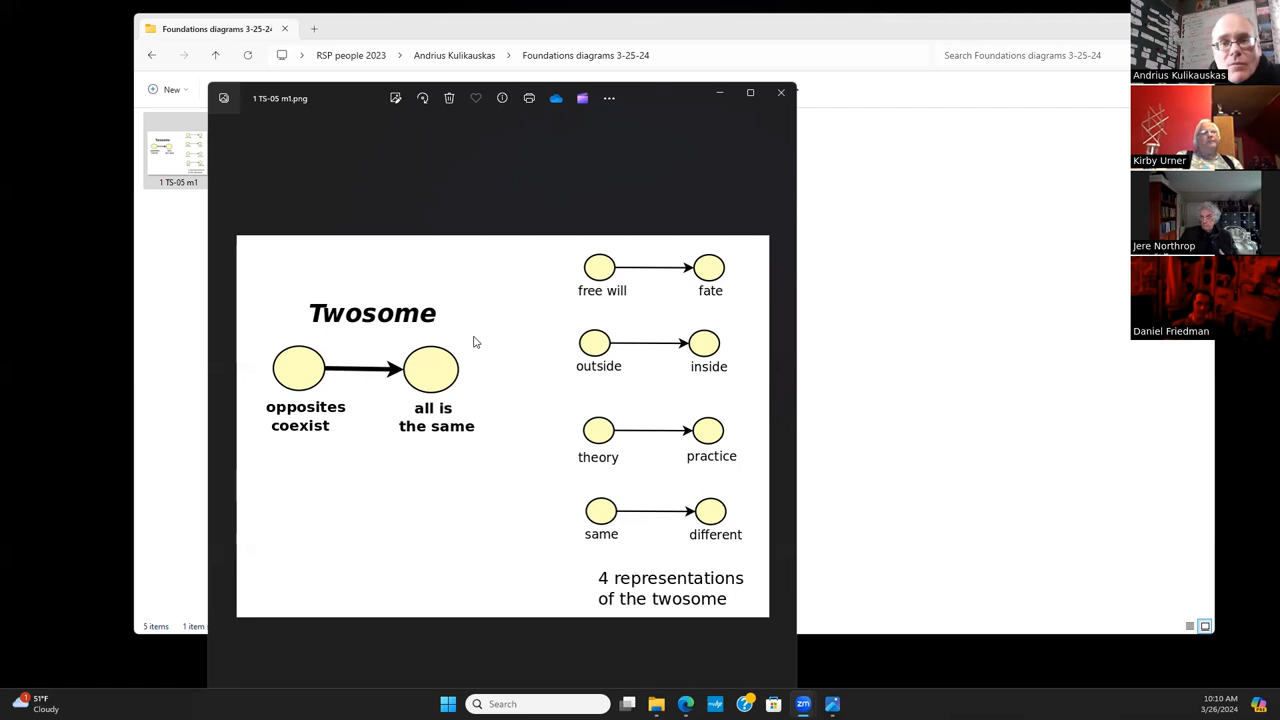 Foundations diagrams 3-25-24
RSP people 2023
Andrius Kulikauskas
Foundations diagrams 3-25-24
Search Foundations diagrams 3-25-24
New
1 TS-05 m1.png
1 TS-05 m1
Twosome
opposites
coexist
all is
the same
free will
fate
outside
inside
theory
practice
same
different
4 representations
of the twosome
Andrius Kulikauskas
Kirby Urner
Jere Northrop
Daniel Friedman
5 items
1 item
1
51°F
Cloudy
Search
zm
10:10 AM
3/26/2024